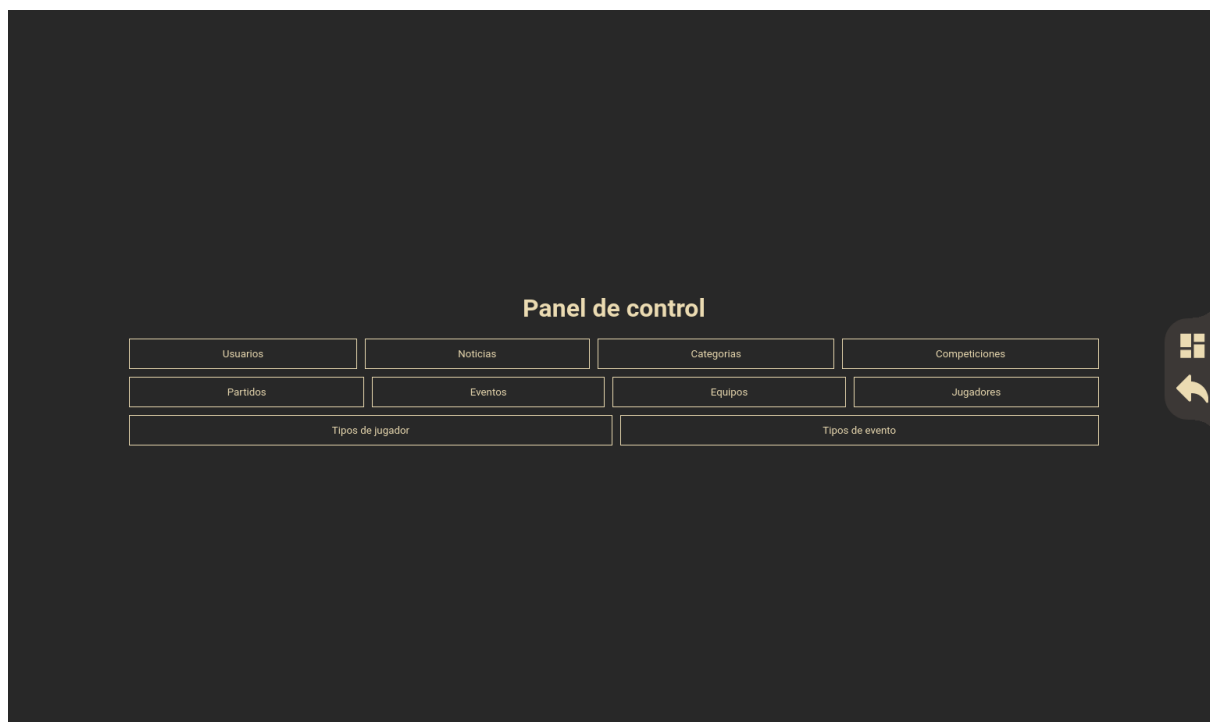 Panel de control
Usuarios Noticias Categorias Competiciones
Partidos Eventos Equipos Jugadores
Tipos de jugador Tipos de evento